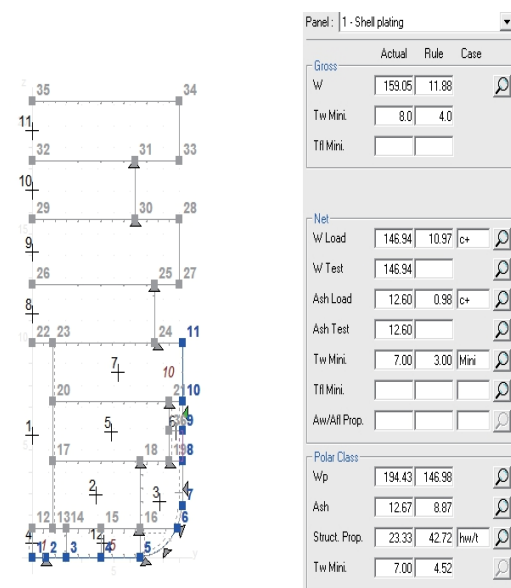 Panel : 1 - Shell plating
Actual Rule Case
Gross
W 159.05 11.88
Tw Mini. 8.0 4.0
Tfl Mini.
Net
W Load 146.94 10.97 c+
W Test 146.94
Ash Load 12.60 0.98 c+
Ash Test 12.60
Tw Mini. 7.00 3.00 Mini
Tfl Mini.
Aw/Afl Prop.
Polar Class
Wp 194.43 146.98
Ash 12.67 8.87
Struct. Prop. 23.33 42.72 hw/t
Tw Mini. 7.00 4.52
35 34
11
32 31 33
10
29 30 28
9
26 25 27
8
22 23 24 11
7 10
20 21 10
1 5 9
17 18 19 8
2 3 7
12 13 14 15 16 6
4 12
1 2 3 4 5